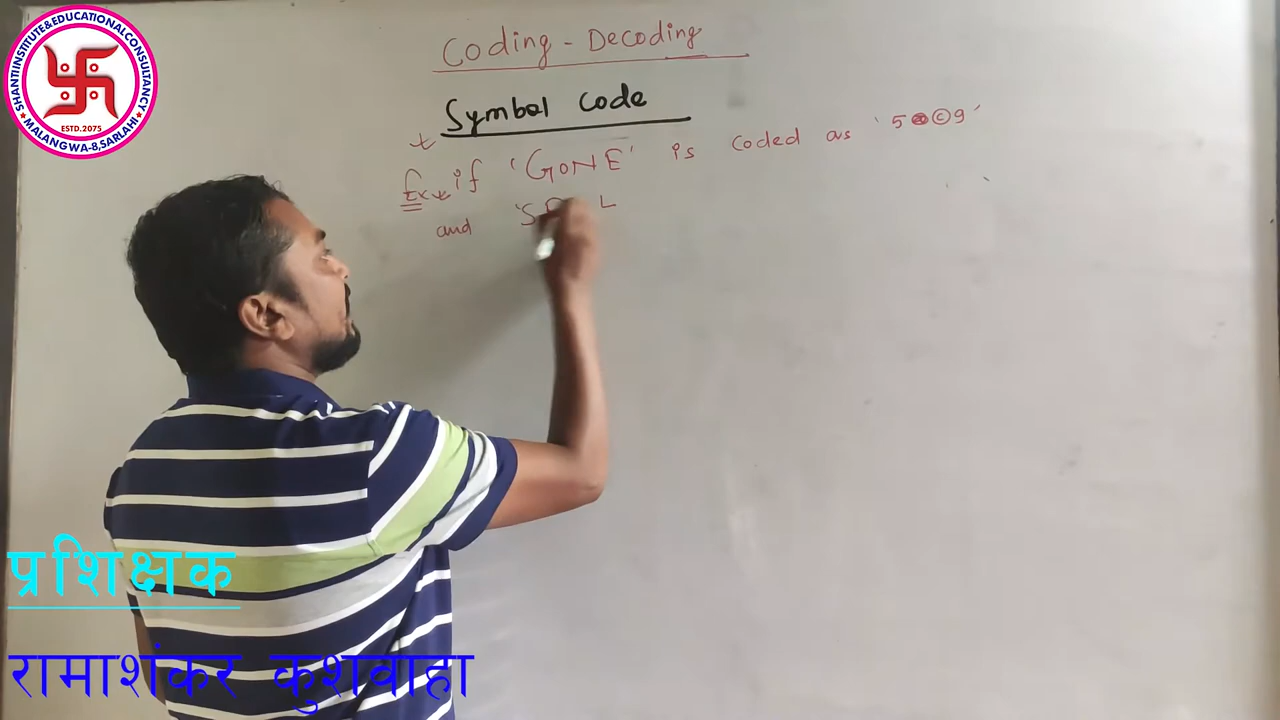 SHANTI INSTITUTE & EDUCATIONAL CONSULTANCY
ESTD.2075
MALANGWA-8, SARLAHI
Coding - Decoding
Symbol Code
Ex if 'GONE' is coded as '5 ©9'
and
प्रशिक्षक
रामाशंकर कुशवाहा